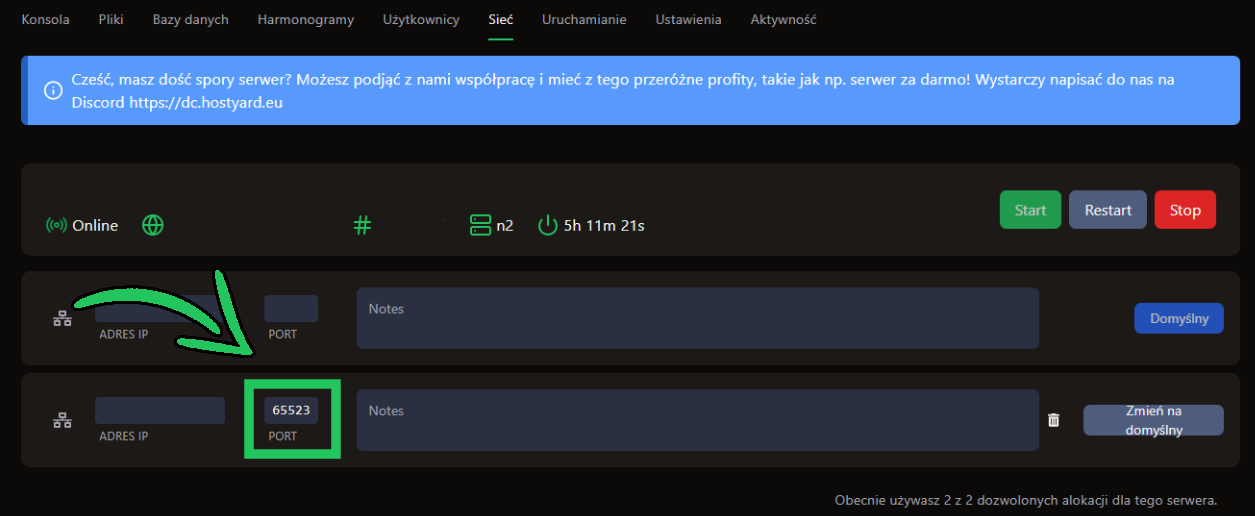 Konsola Pliki Bazy danych Harmonogramy Użytkownicy Sieć Uruchamianie Ustawienia Aktywność
Cześć, masz dość spory serwer? Możesz podjąć z nami współpracę i mieć z tego przeróżne profity, takie jak np. serwer za darmo! Wystarczy napisać do nas na
Discord https://dc.hostyard.eu
Online # n2 5h 11m 21s Start Restart Stop
Notes
Domyślny
ADRES IP PORT
65523 Notes
Zmień na
domyślny
ADRES IP PORT
Obecnie używasz 2 z 2 dozwolonych alokacji dla tego serwera.